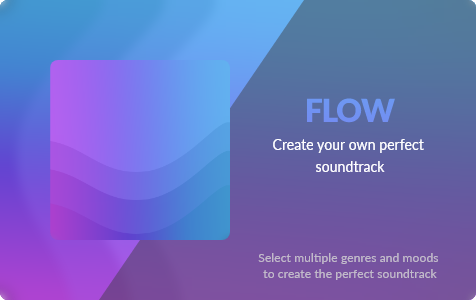 FLOW
Create your own perfect
soundtrack
Select multiple genres and moods
to create the perfect soundtrack